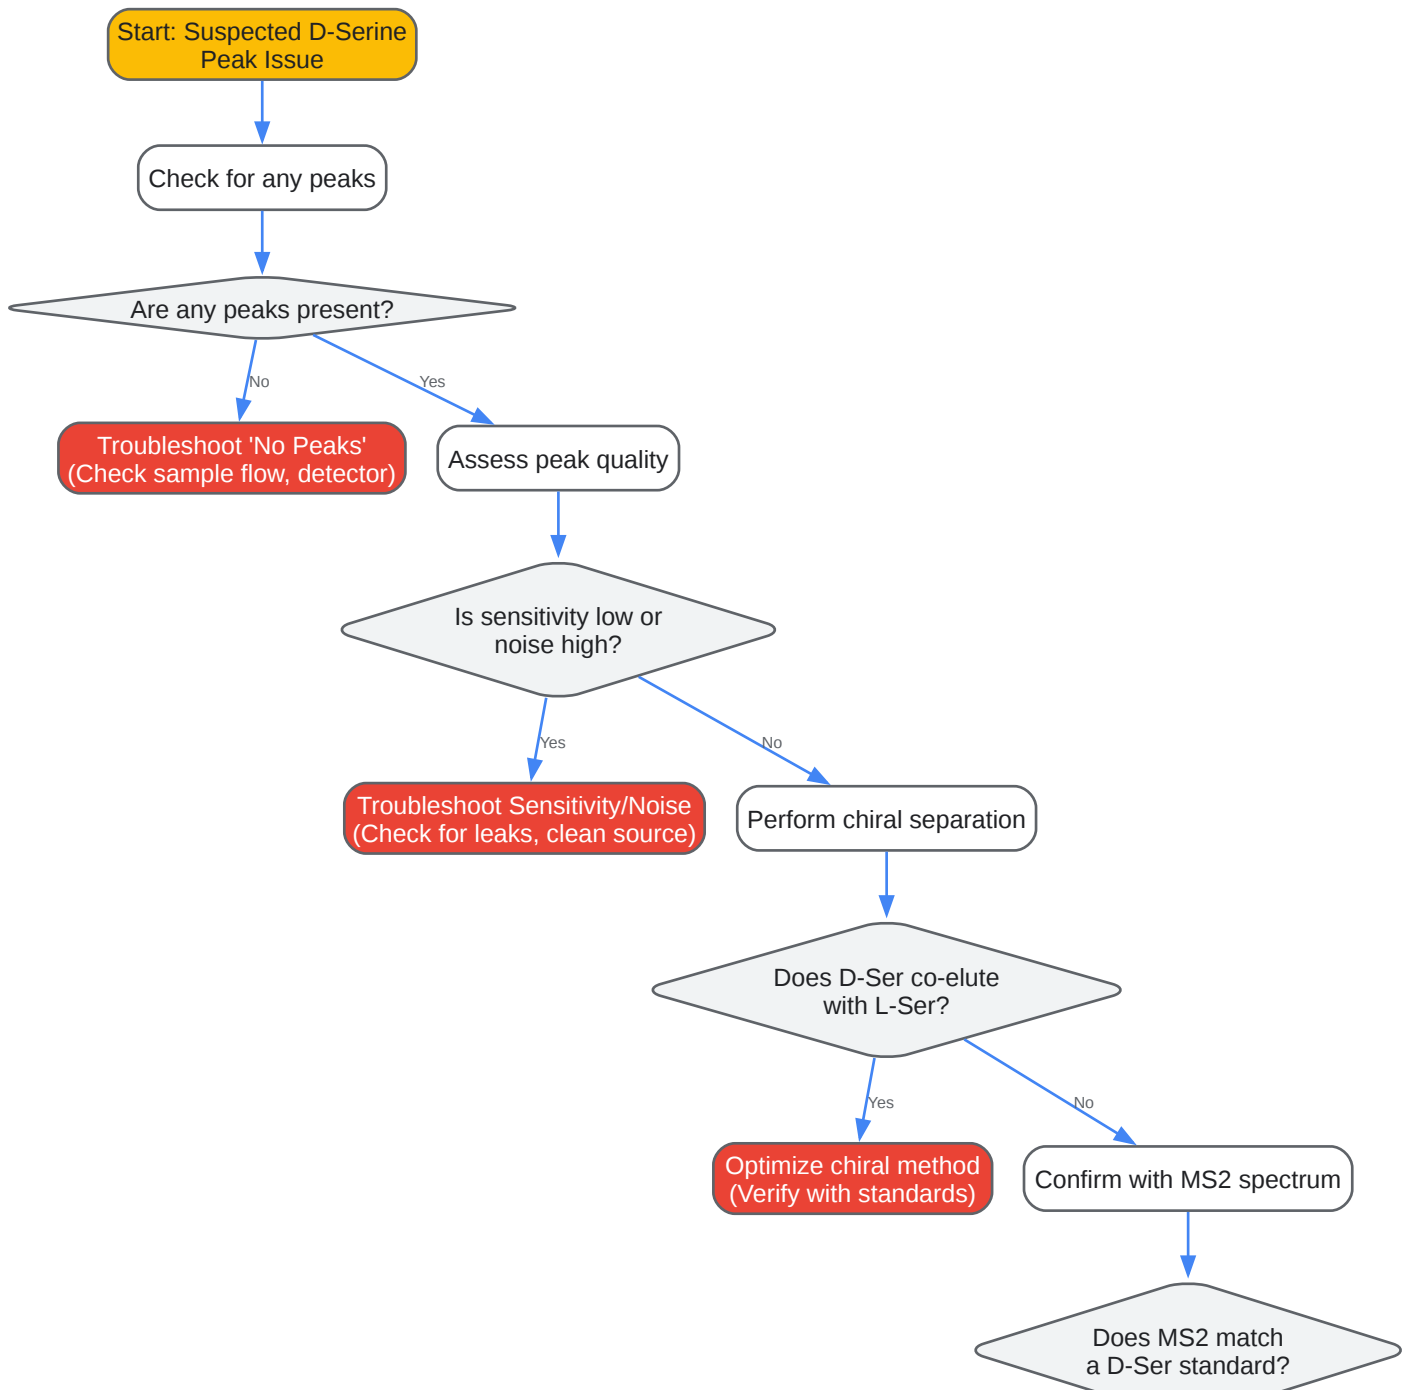 Start: Suspected D-Serine
Peak Issue
Check for any peaks
Are any peaks present?
No
Yes
Troubleshoot 'No Peaks'
(Check sample flow, detector)
Assess peak quality
Is sensitivity low or
noise high?
Yes
No
Troubleshoot Sensitivity/Noise
(Check for leaks, clean source)
Perform chiral separation
Does D-Ser co-elute
with L-Ser?
Yes
No
Optimize chiral method
(Verify with standards)
Confirm with MS2 spectrum
Does MS2 match
a D-Ser standard?